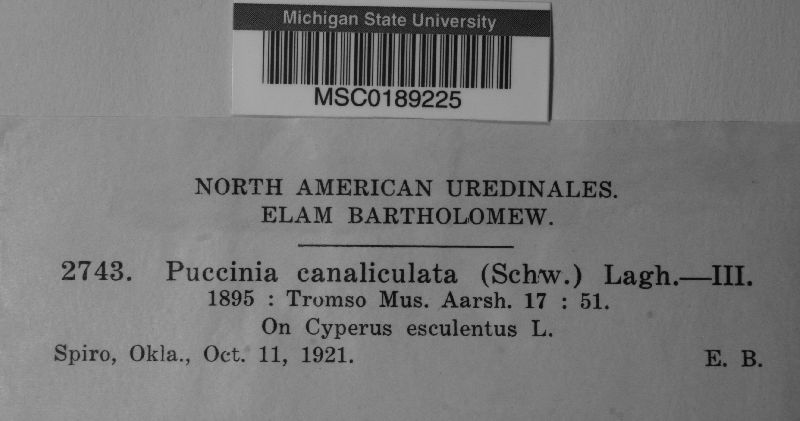 Michigan State University
MSC0189225
NORTH AMERICAN UREDINALES.
ELAM BARTHOLOMEW.
2743. Puccinia canaliculata (Schw.) Lagh.—III.
1895 : Tromso Mus. Aarsh. 17 : 51.
On Cyperus esculentus L.
Spiro, Okla., Oct. 11, 1921. E. B.